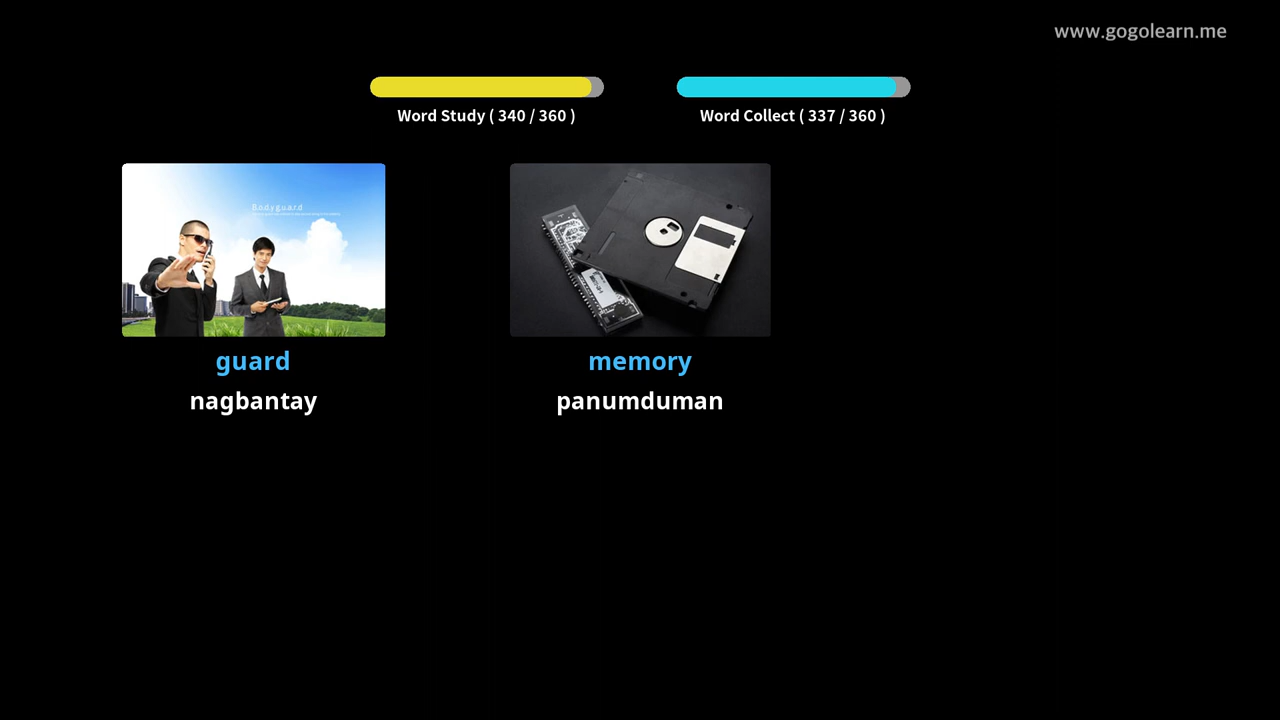 www.gogolearn.me
Word Study ( 340 / 360 )
Word Collect ( 337 / 360 )
Bodyguard
guard
memory
nagbantay
panumduman